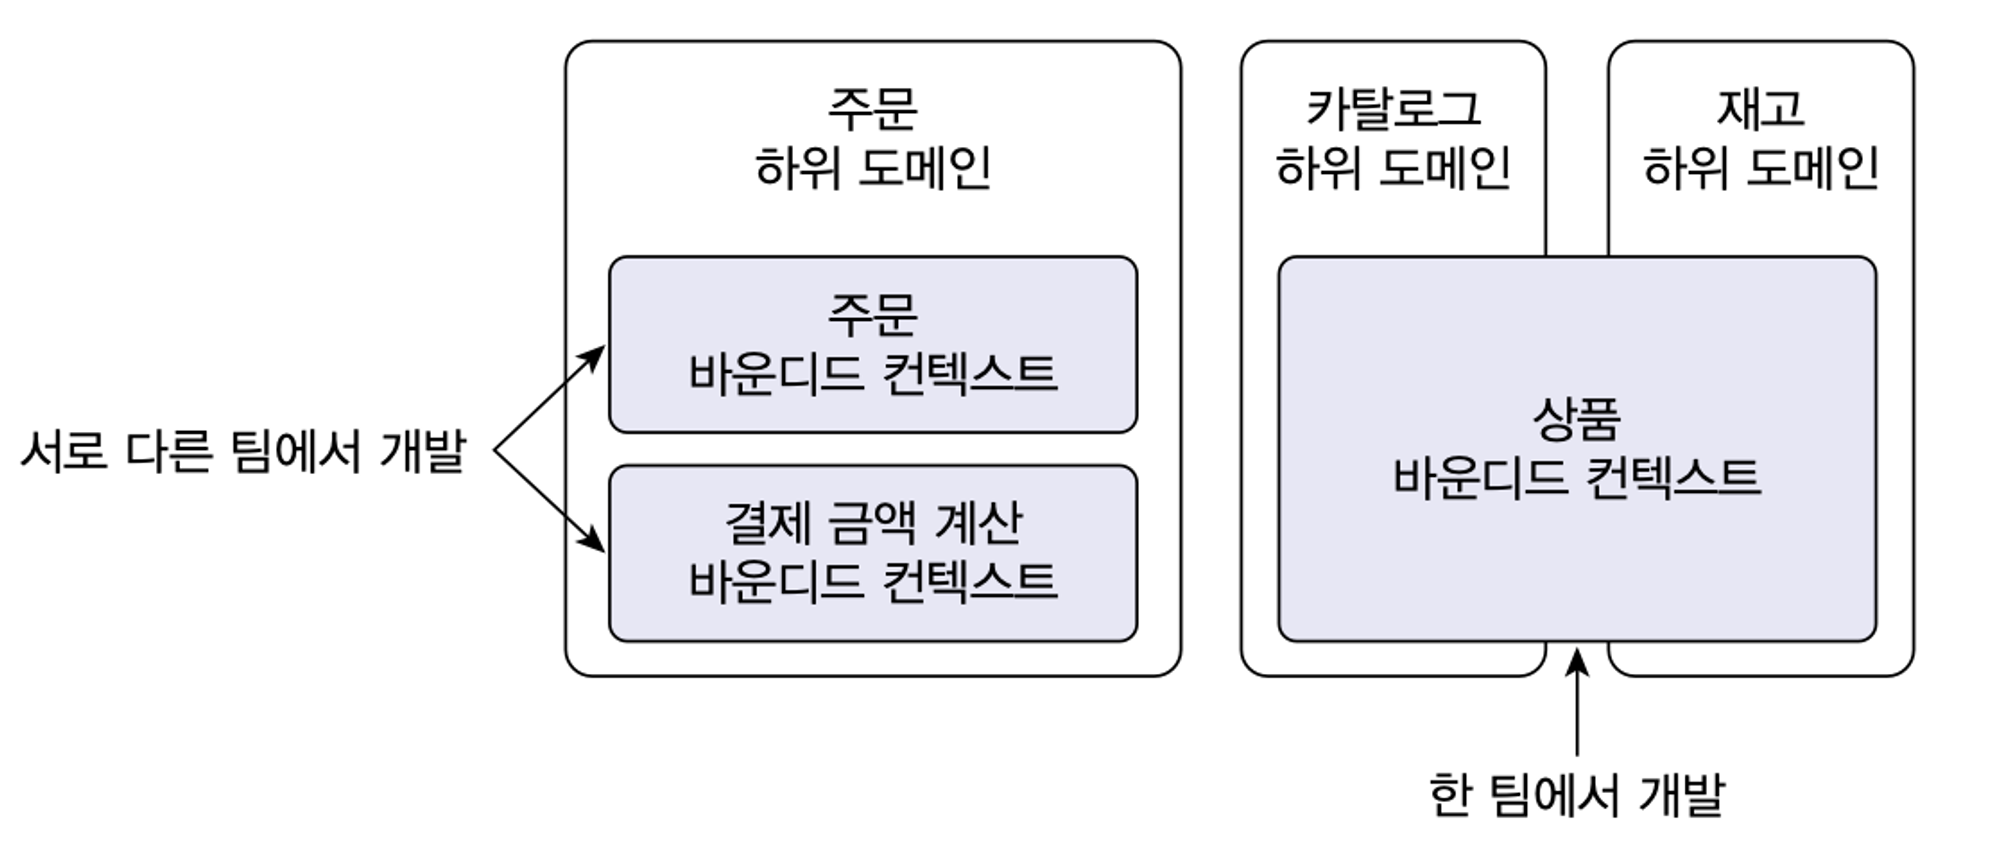 주문
하위 도메인
카탈로그
하위 도메인
재고
하위 도메인
주문
바운디드 컨텍스트
서로 다른 팀에서 개발
결제 금액 계산
바운디드 컨텍스트
상품
바운디드 컨텍스트
한 팀에서 개발